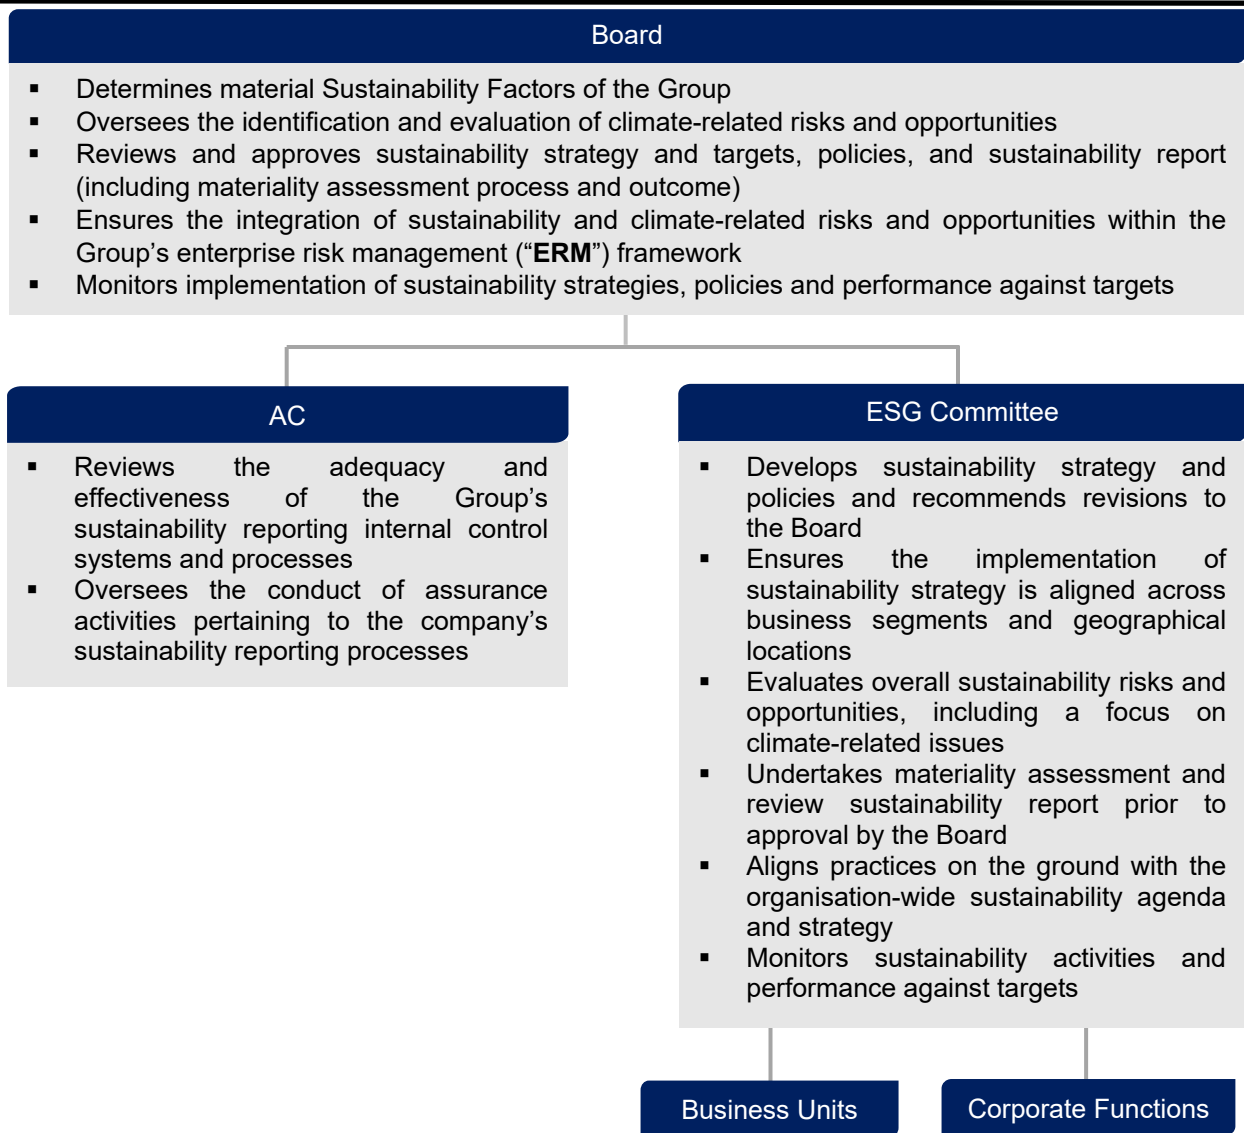 Board
▪ Determines material Sustainability Factors of the Group
▪ Oversees the identification and evaluation of climate-related risks and opportunities
▪ Reviews and approves sustainability strategy and targets, policies, and sustainability report
(including materiality assessment process and outcome)
▪ Ensures the integration of sustainability and climate-related risks and opportunities within the
Group’s enterprise risk management (“ERM”) framework
▪ Monitors implementation of sustainability strategies, policies and performance against targets
AC
▪ Reviews the adequacy and
effectiveness of the Group’s
sustainability reporting internal control
systems and processes
▪ Oversees the conduct of assurance
activities pertaining to the company’s
sustainability reporting processes
ESG Committee
▪ Develops sustainability strategy and
policies and recommends revisions to
the Board
▪ Ensures the implementation of
sustainability strategy is aligned across
business segments and geographical
locations
▪ Evaluates overall sustainability risks and
opportunities, including a focus on
climate-related issues
▪ Undertakes materiality assessment and
review sustainability report prior to
approval by the Board
▪ Aligns practices on the ground with the
organisation-wide sustainability agenda
and strategy
▪ Monitors sustainability activities and
performance against targets
Business Units
Corporate Functions